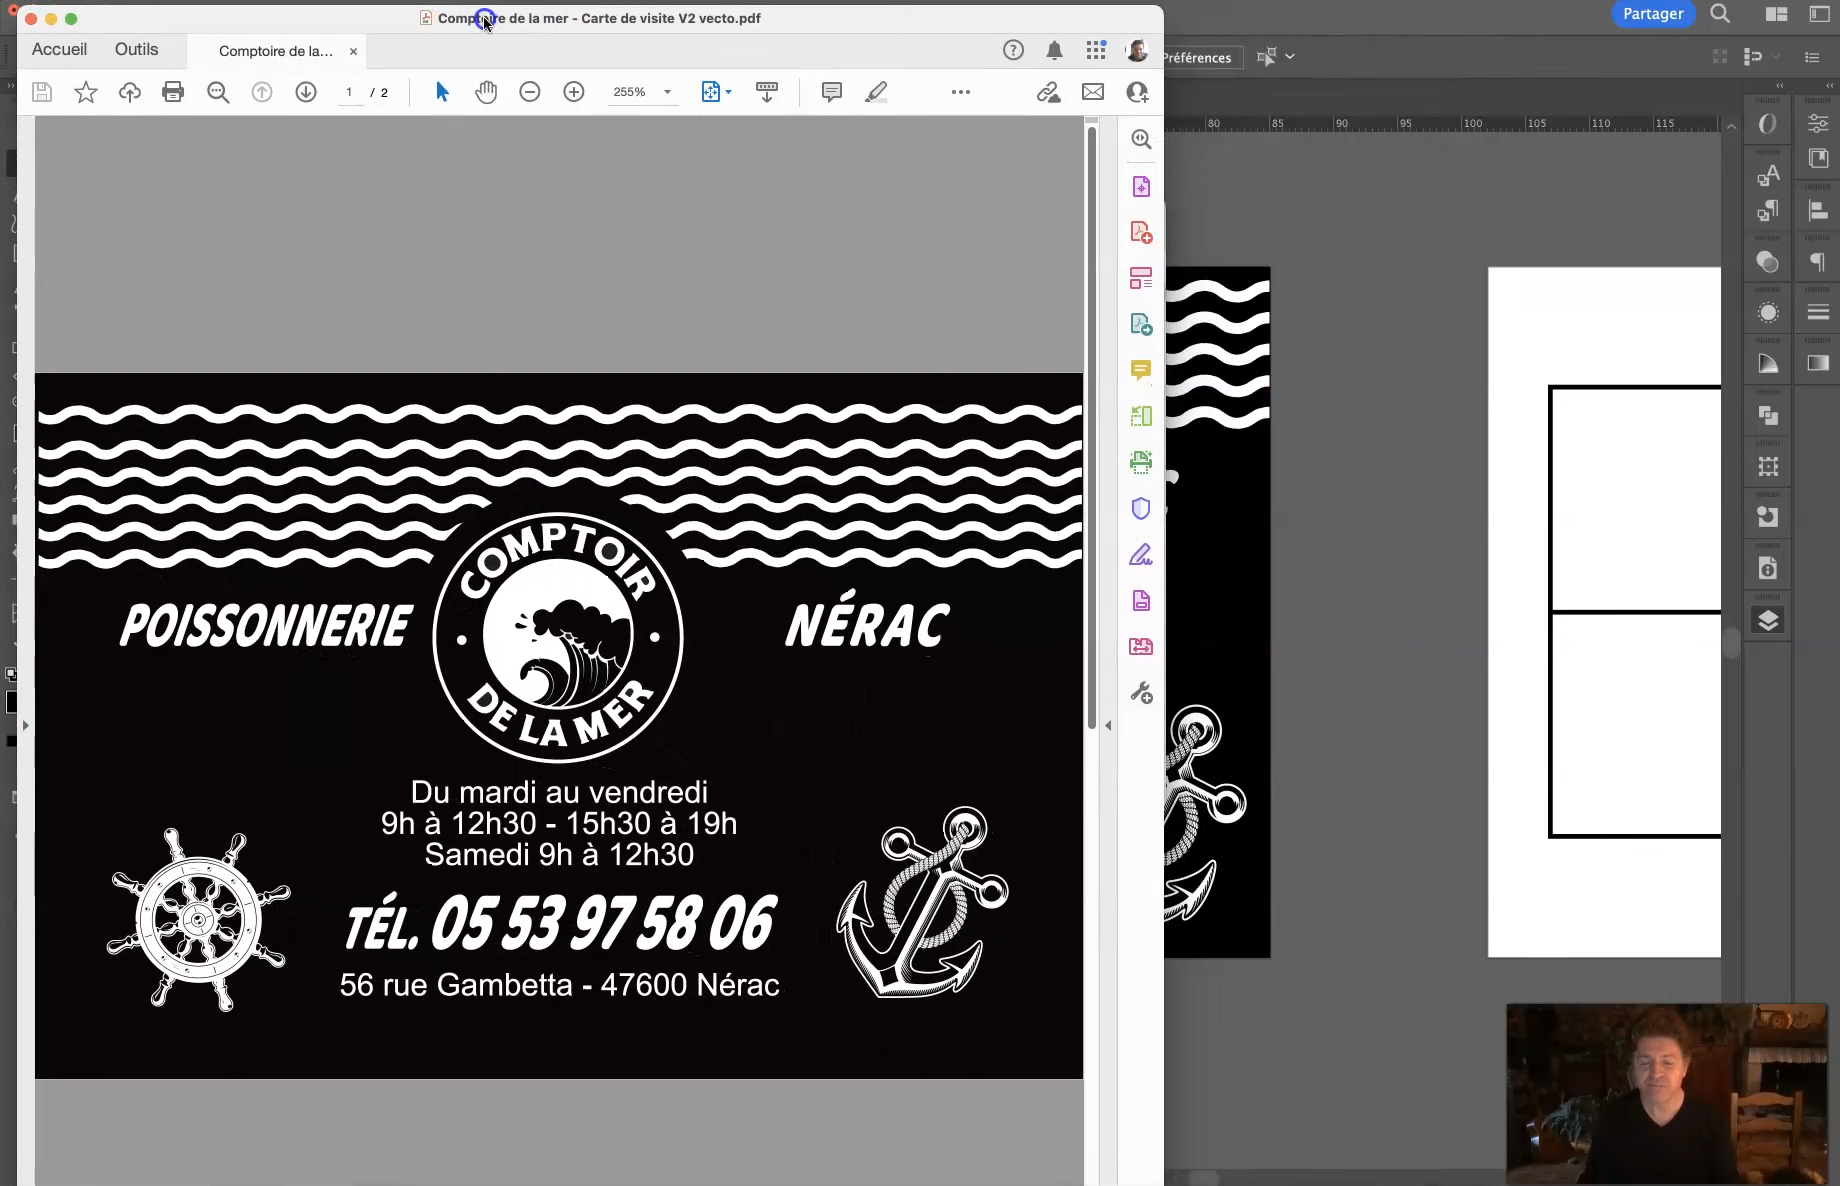 Comptoire de la mer - Carte de visite V2 vecto.pdf
Partager
Accueil
Outils
Comptoire de la...
Préférences
1 / 2
255%
80 85 90 95 100 105 110 115
COMPTOIR
DE LA MER
POISSONNERIE
NÉRAC
Du mardi au vendredi
9h à 12h30 - 15h30 à 19h
Samedi 9h à 12h30
TÉL. 05 53 97 58 06
56 rue Gambetta - 47600 Nérac